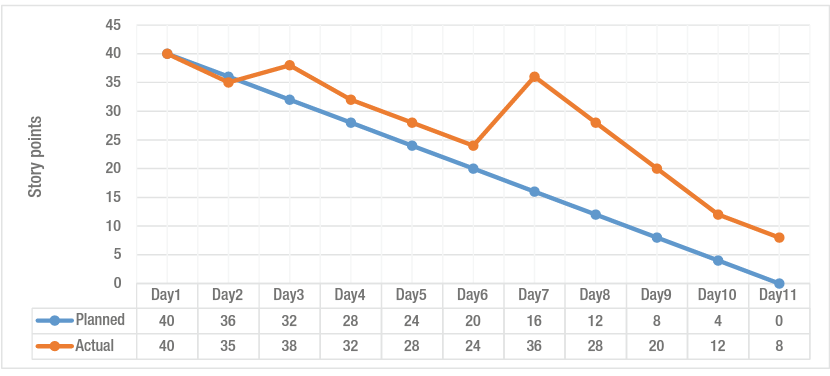 45
40
35
30
25
20
15
10
5
0
Story points
Day1 Day2 Day3 Day4 Day5 Day6 Day7 Day8 Day9 Day10 Day11
Planned 40 36 32 28 24 20 16 12 8 4 0
Actual 40 35 38 32 28 24 36 28 20 12 8